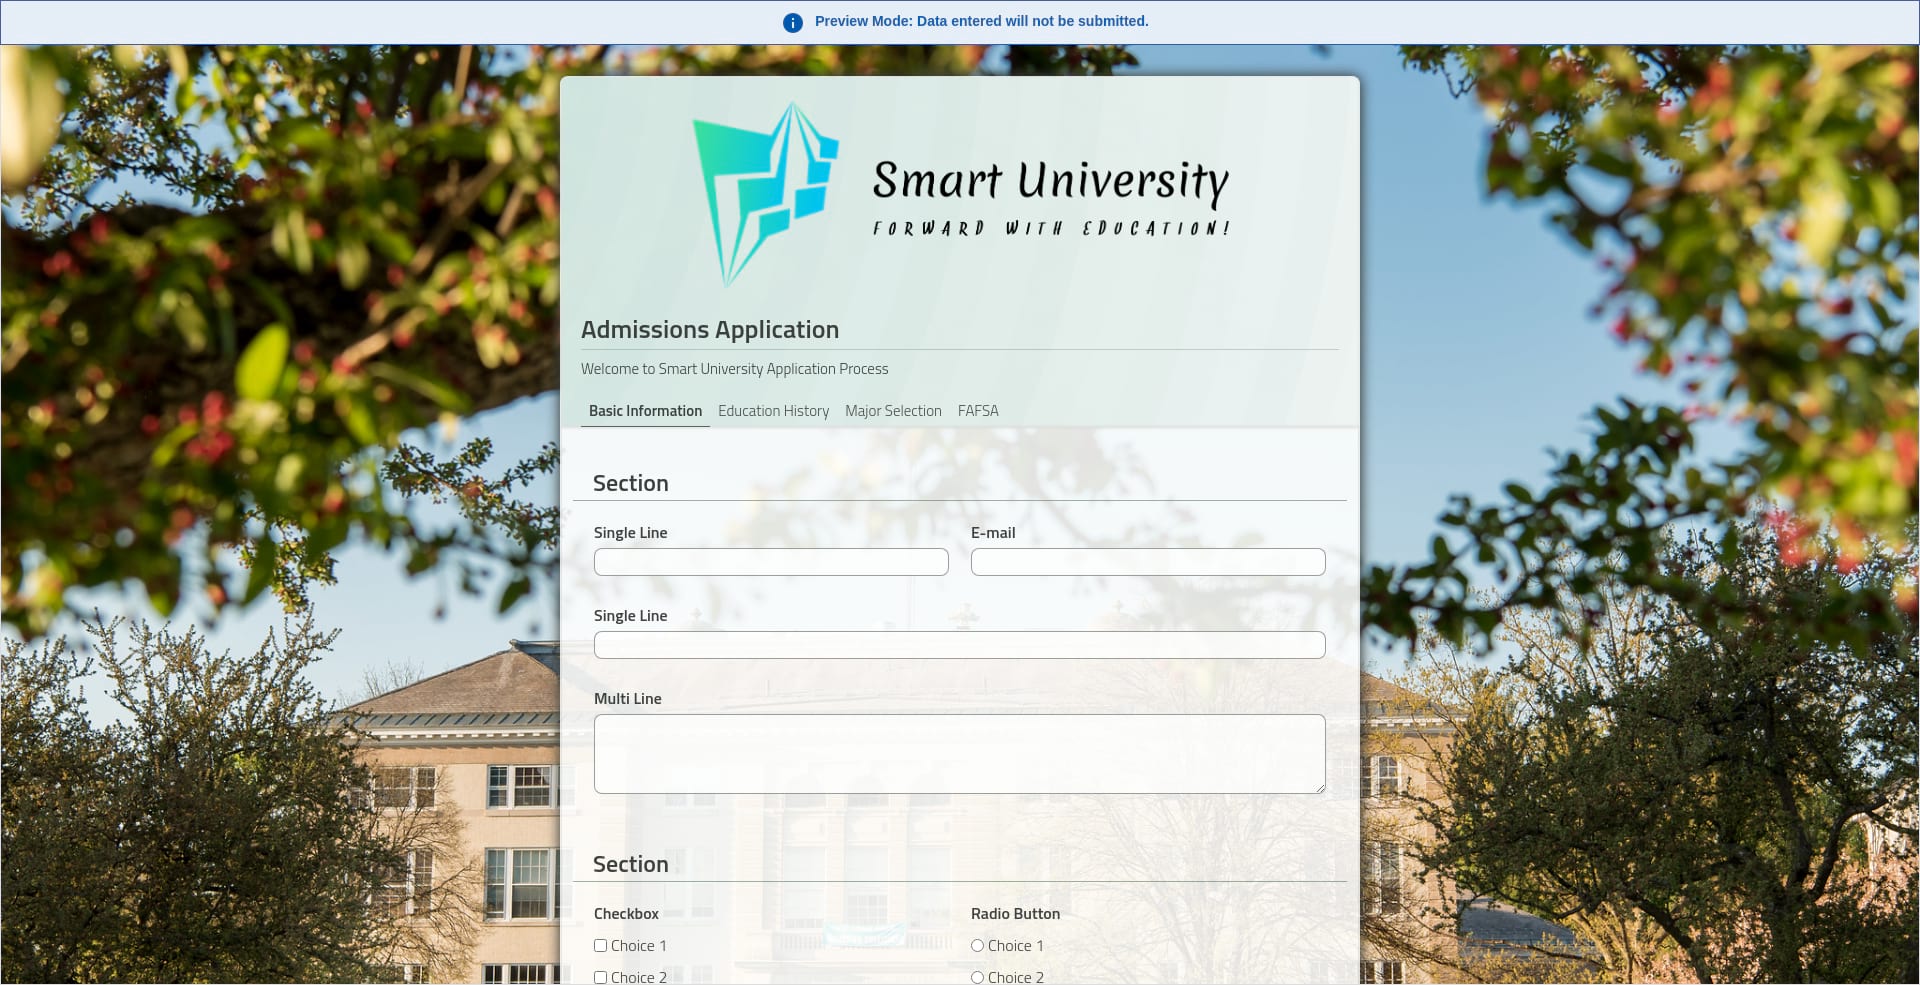 Preview Mode: Data entered will not be submitted.
Smart University
FORWARD WITH EDUCATION!
Admissions Application
Welcome to Smart University Application Process
Basic Information Education History Major Selection FAFSA
Section
Single Line E-mail
Single Line
Multi Line
Section
Checkbox Radio Button
Choice 1 Choice 1
Choice 2 Choice 2